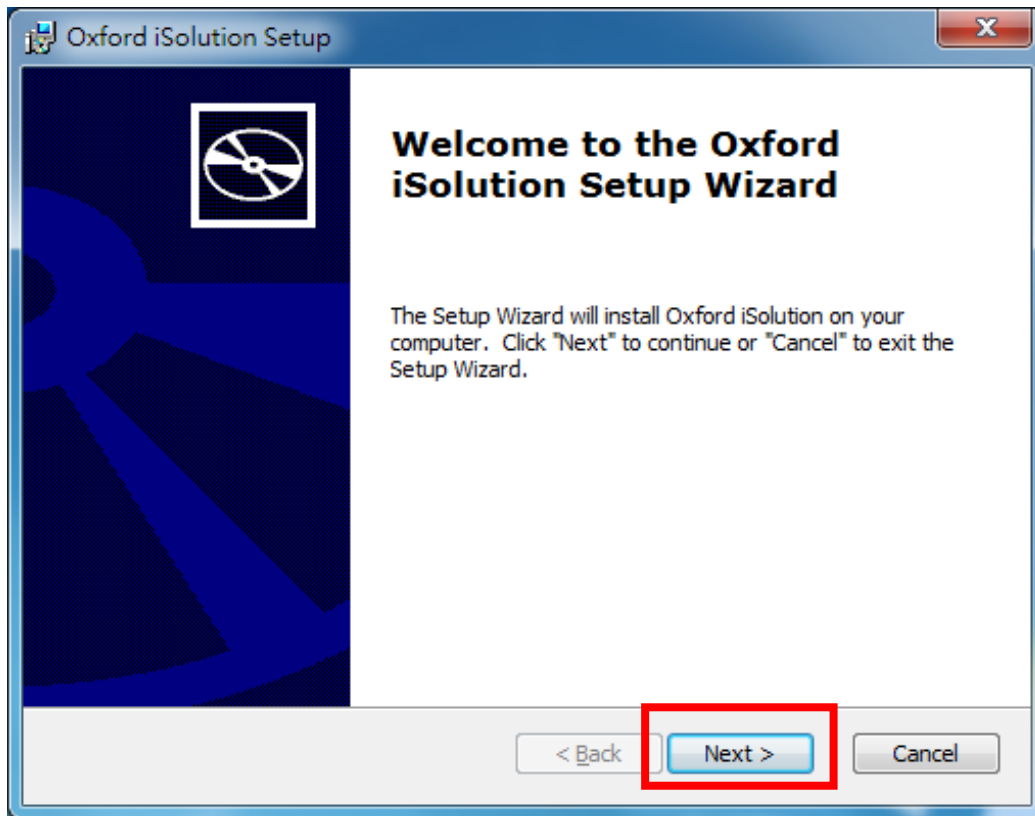 Oxford iSolution Setup
Welcome to the Oxford
iSolution Setup Wizard
The Setup Wizard will install Oxford iSolution on your
computer.  Click "Next" to continue or "Cancel" to exit the
Setup Wizard.
< Back
Next >
Cancel